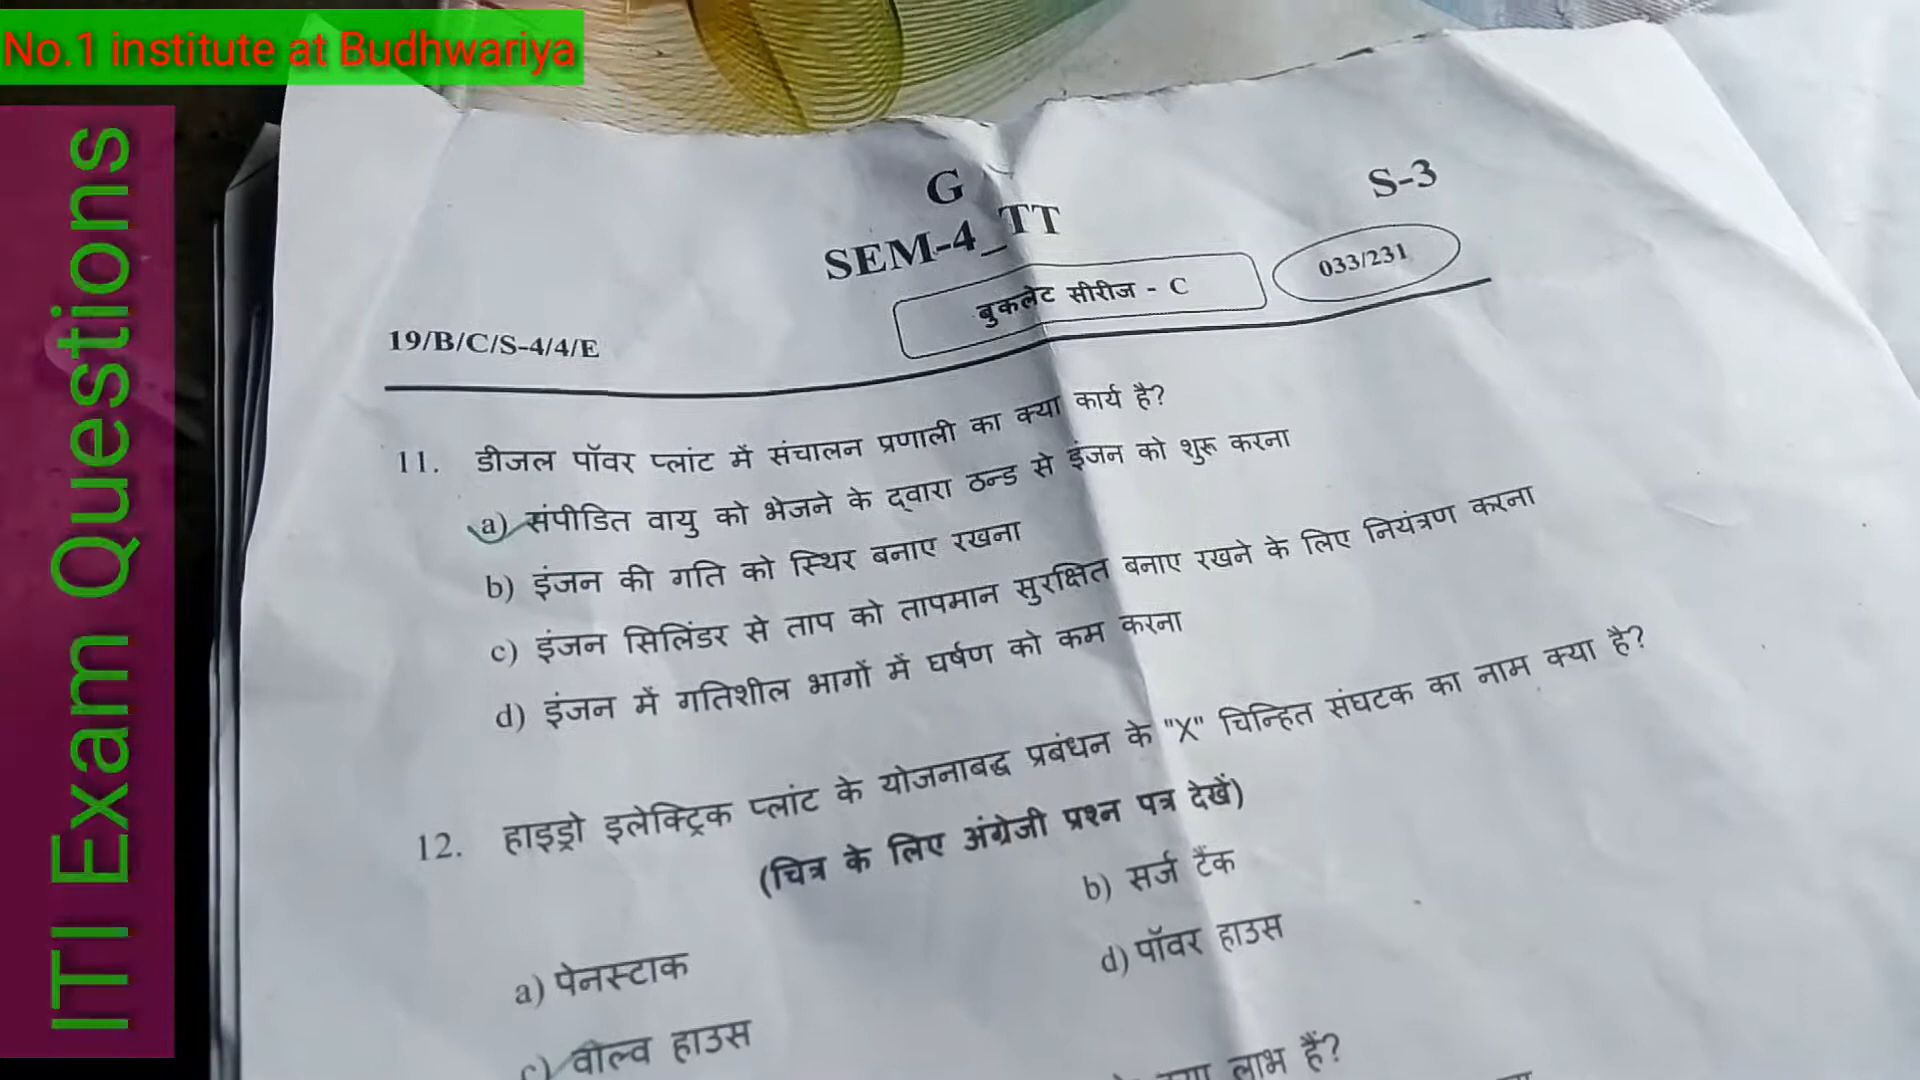 No.1 institute at Budhwariya
ITI Exam Questions
G
SEM-4_TT
S-3
19/B/C/S-4/4/E
बुकलेट सीरीज - C
033/231
11. डीजल पॉवर प्लांट में संचालन प्रणाली का क्या कार्य है?
a) संपीडित वायु को भेजने के द्वारा ठन्ड से इंजन को शुरू करना
b) इंजन की गति को स्थिर बनाए रखना
c) इंजन सिलिंडर से ताप को तापमान सुरक्षित बनाए रखने के लिए नियंत्रण करना
d) इंजन में गतिशील भागों में घर्षण को कम करना
12. हाइड्रो इलेक्ट्रिक प्लांट के योजनाबद्ध प्रबंधन के "X" चिन्हित संघटक का नाम क्या है?
(चित्र के लिए अंग्रेजी प्रश्न पत्र देखें)
a) पेनस्टाक
b) सर्ज टैंक
c) वाल्व हाउस
d) पॉवर हाउस
लाभ हैं?